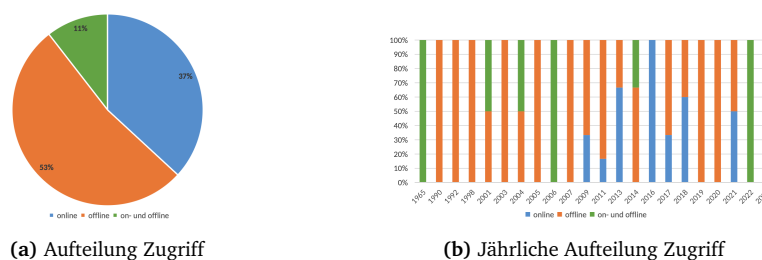 11%
37%
53%
online offline on- und offline
(a) Aufteilung Zugriff
100%
90%
80%
70%
60%
50%
40%
30%
20%
10%
0%
1965 1990 1992 1998 2001 2003 2004 2005 2006 2007 2009 2011 2013 2014 2016 2017 2018 2019 2020 2021 2022
online offline on- und offline
(b) Jährliche Aufteilung Zugriff